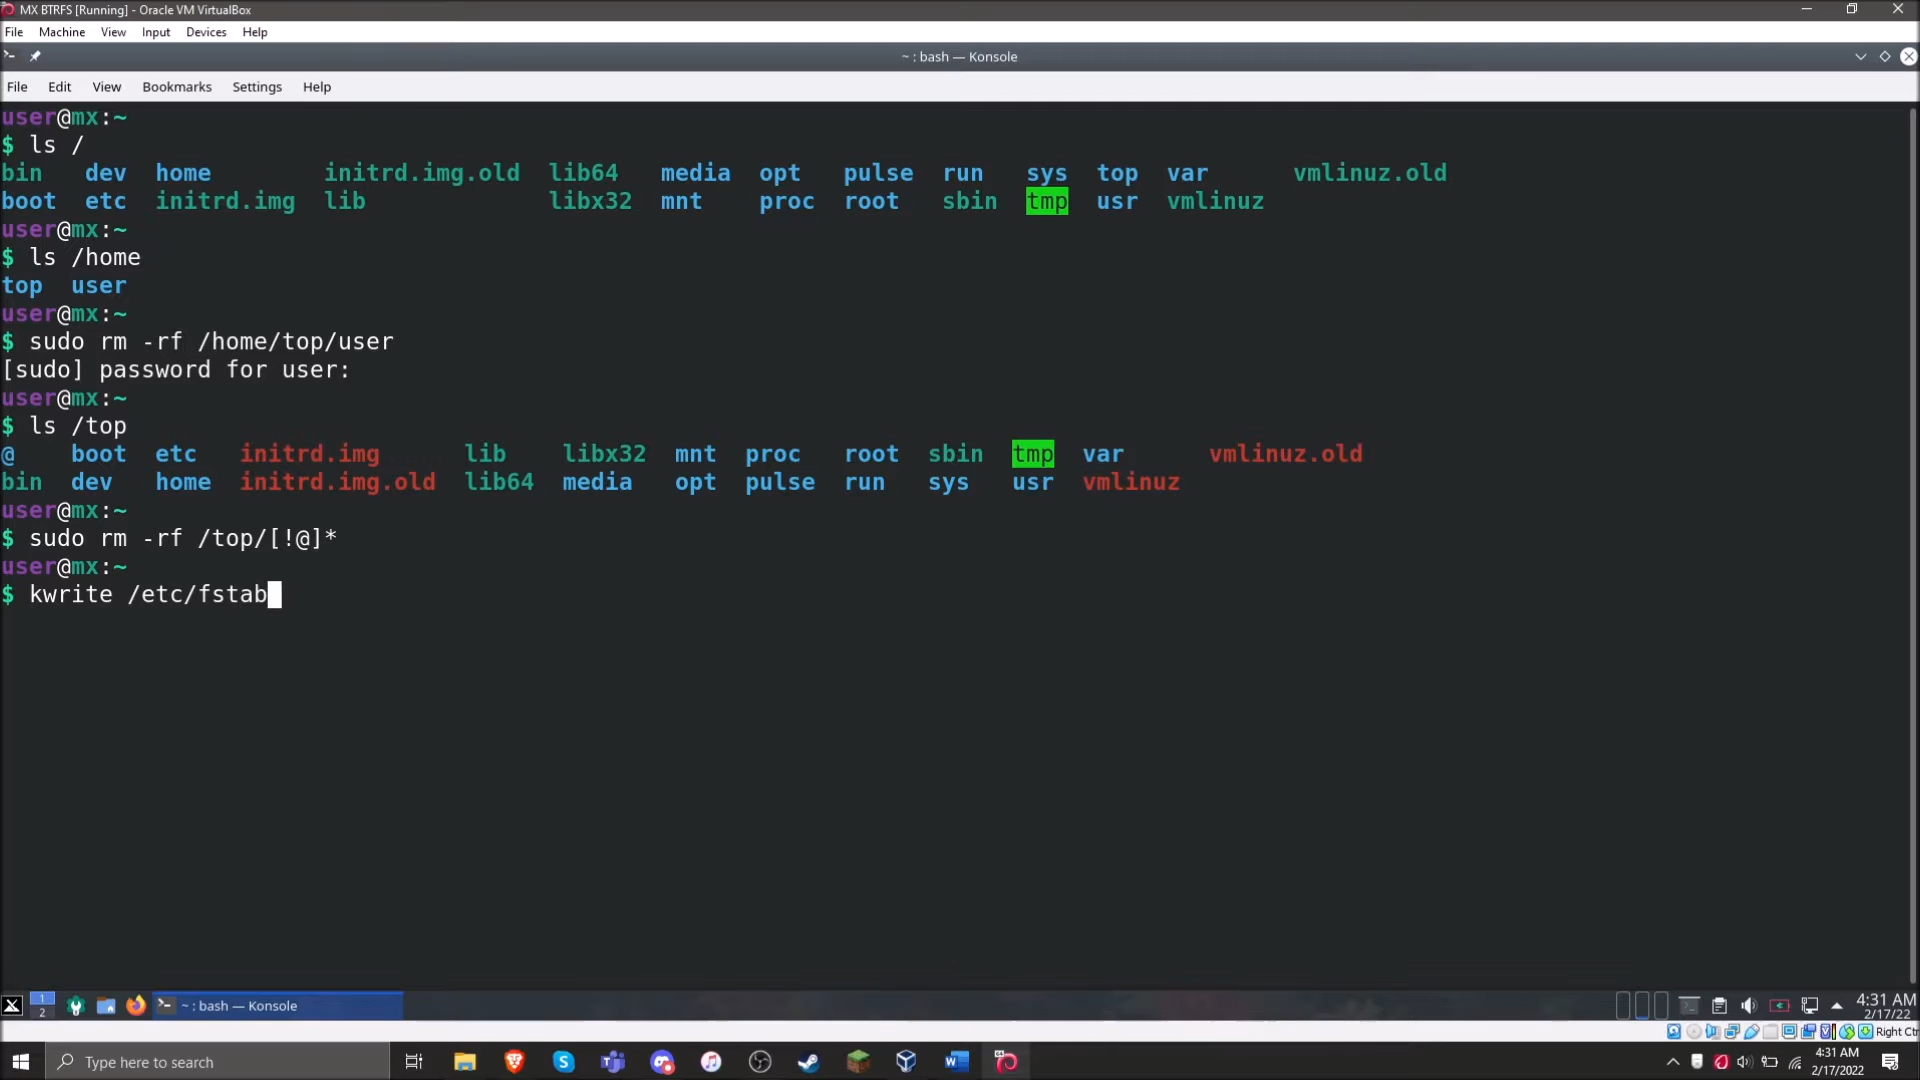 MX BTRFS [Running] - Oracle VM VirtualBox
File Machine View Input Devices Help
~ : bash — Konsole
File Edit View Bookmarks Settings Help
user@mx:~
$ ls /
bin dev home initrd.img.old lib64 media opt pulse run sys top var vmlinuz.old
boot etc initrd.img lib libx32 mnt proc root sbin tmp usr vmlinuz
user@mx:~
$ ls /home
top user
user@mx:~
$ sudo rm -rf /home/top/user
[sudo] password for user:
user@mx:~
$ ls /top
@ boot etc initrd.img lib libx32 mnt proc root sbin tmp var vmlinuz.old
bin dev home initrd.img.old lib64 media opt pulse run sys usr vmlinuz
user@mx:~
$ sudo rm -rf /top/[!@]*
user@mx:~
$ kwrite /etc/fstab
1
2
~ : bash — Konsole
4:31 AM
2/17/22
Right Ctrl
Type here to search
4:31 AM
2/17/2022